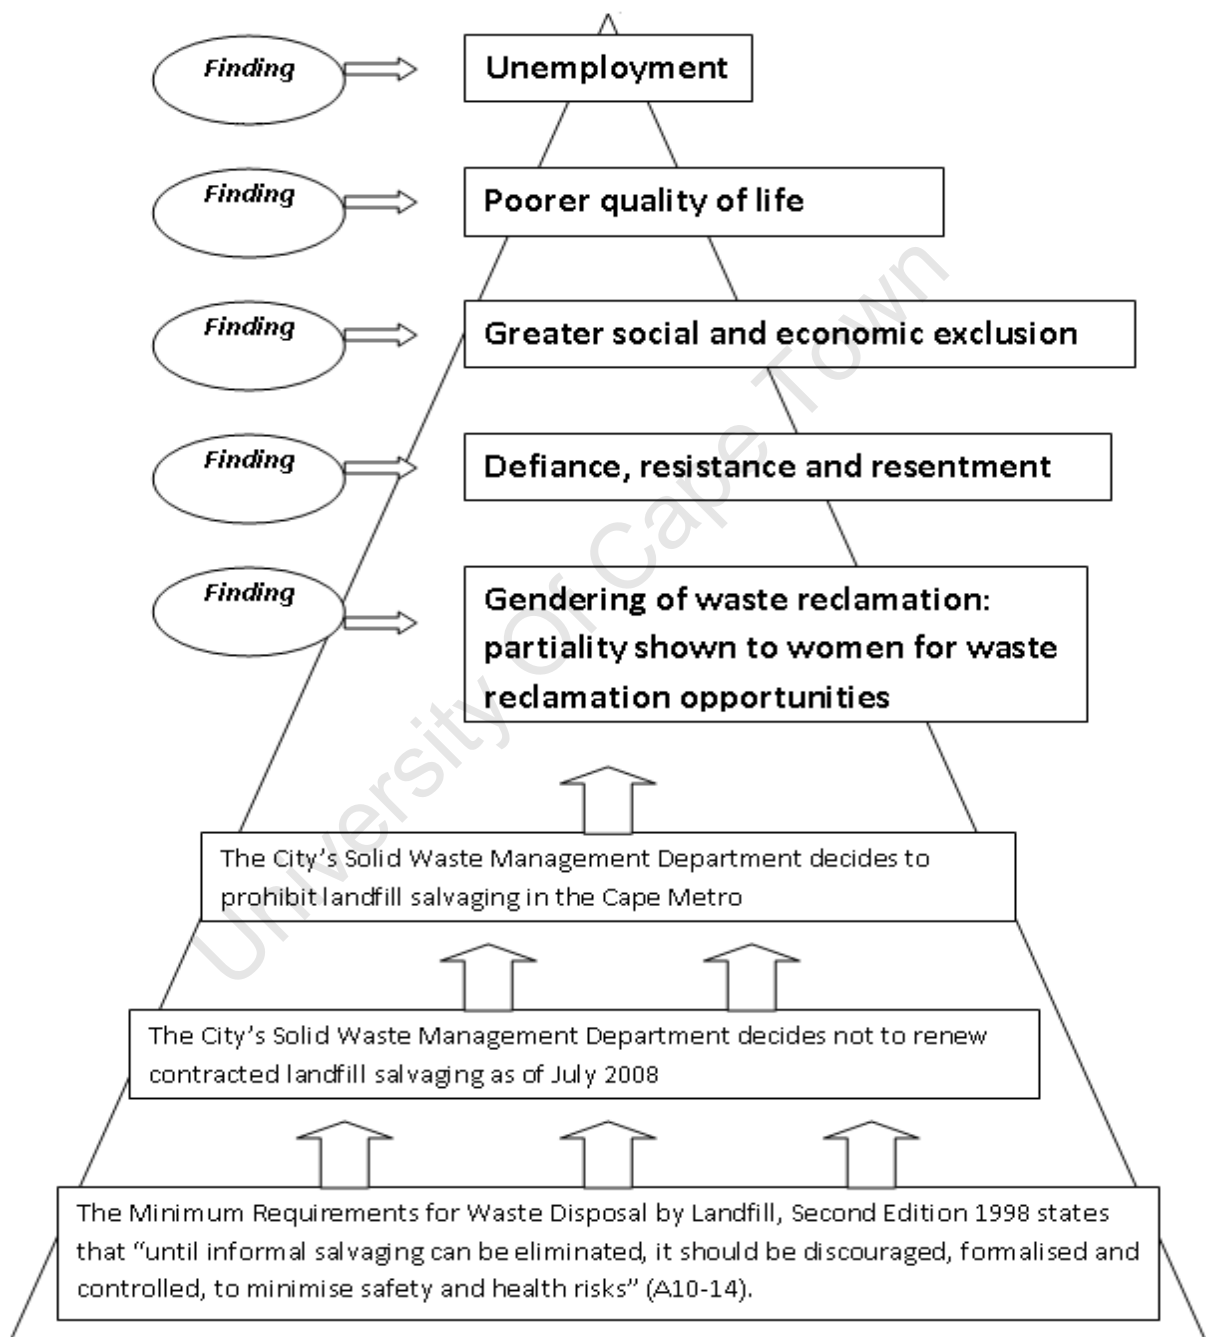 Finding
Unemployment
Finding
Poorer quality of life
Finding
Greater social and economic exclusion
Finding
Defiance, resistance and resentment
Finding
Gendering of waste reclamation:
partiality shown to women for waste
reclamation opportunities
The City’s Solid Waste Management Department decides to
prohibit landfill salvaging in the Cape Metro
The City’s Solid Waste Management Department decides not to renew
contracted landfill salvaging as of July 2008
The Minimum Requirements for Waste Disposal by Landfill, Second Edition 1998 states
that “until informal salvaging can be eliminated, it should be discouraged, formalised and
controlled, to minimise safety and health risks” (A10-14).
University Of Cape Town